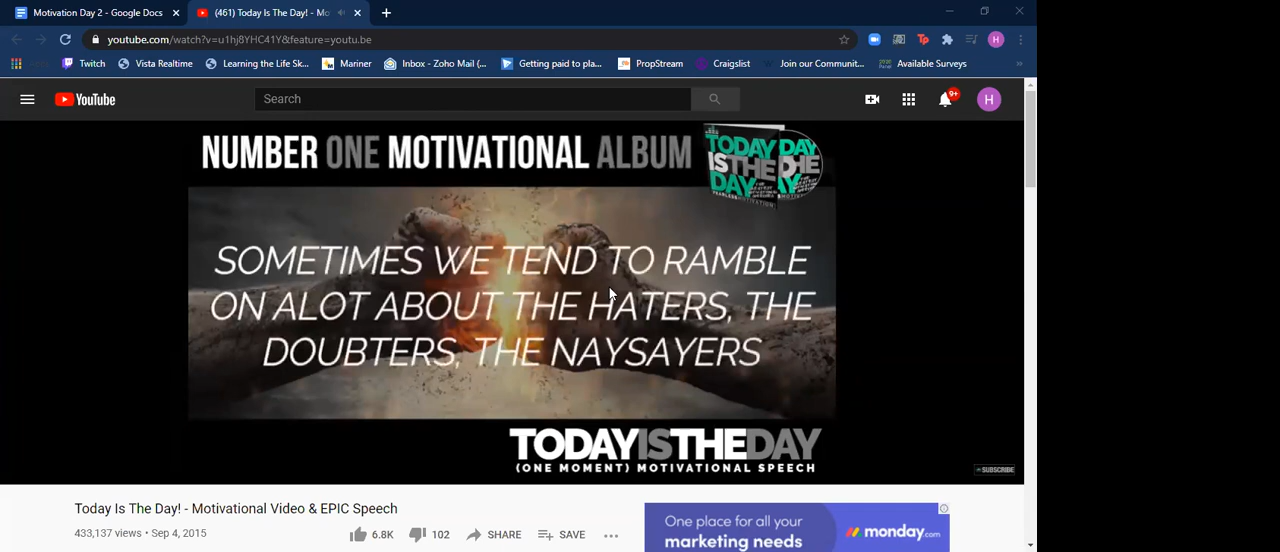 Motivation Day 2 - Google Docs
(461) Today Is The Day! - Mo
youtube.com/watch?v=u1hj8YHC41Y&feature=youtu.be
Apps Twitch Vista Realtime Learning the Life Sk... Mariner Inbox - Zoho Mail (... Getting paid to pla... PropStream Craigslist Join our Communit... Available Surveys
YouTube Search 9+ H
NUMBER ONE MOTIVATIONAL ALBUM
TODAY IS THE DAY
SOMETIMES WE TEND TO RAMBLE
ON ALOT ABOUT THE HATERS, THE
DOUBTERS, THE NAYSAYERS
TODAYISTHEDAY
(ONE MOMENT) MOTIVATIONAL SPEECH
SUBSCRIBE
Today Is The Day! - Motivational Video & EPIC Speech
433,137 views • Sep 4, 2015
6.8K 102 SHARE SAVE
One place for all your
marketing needs
monday.com